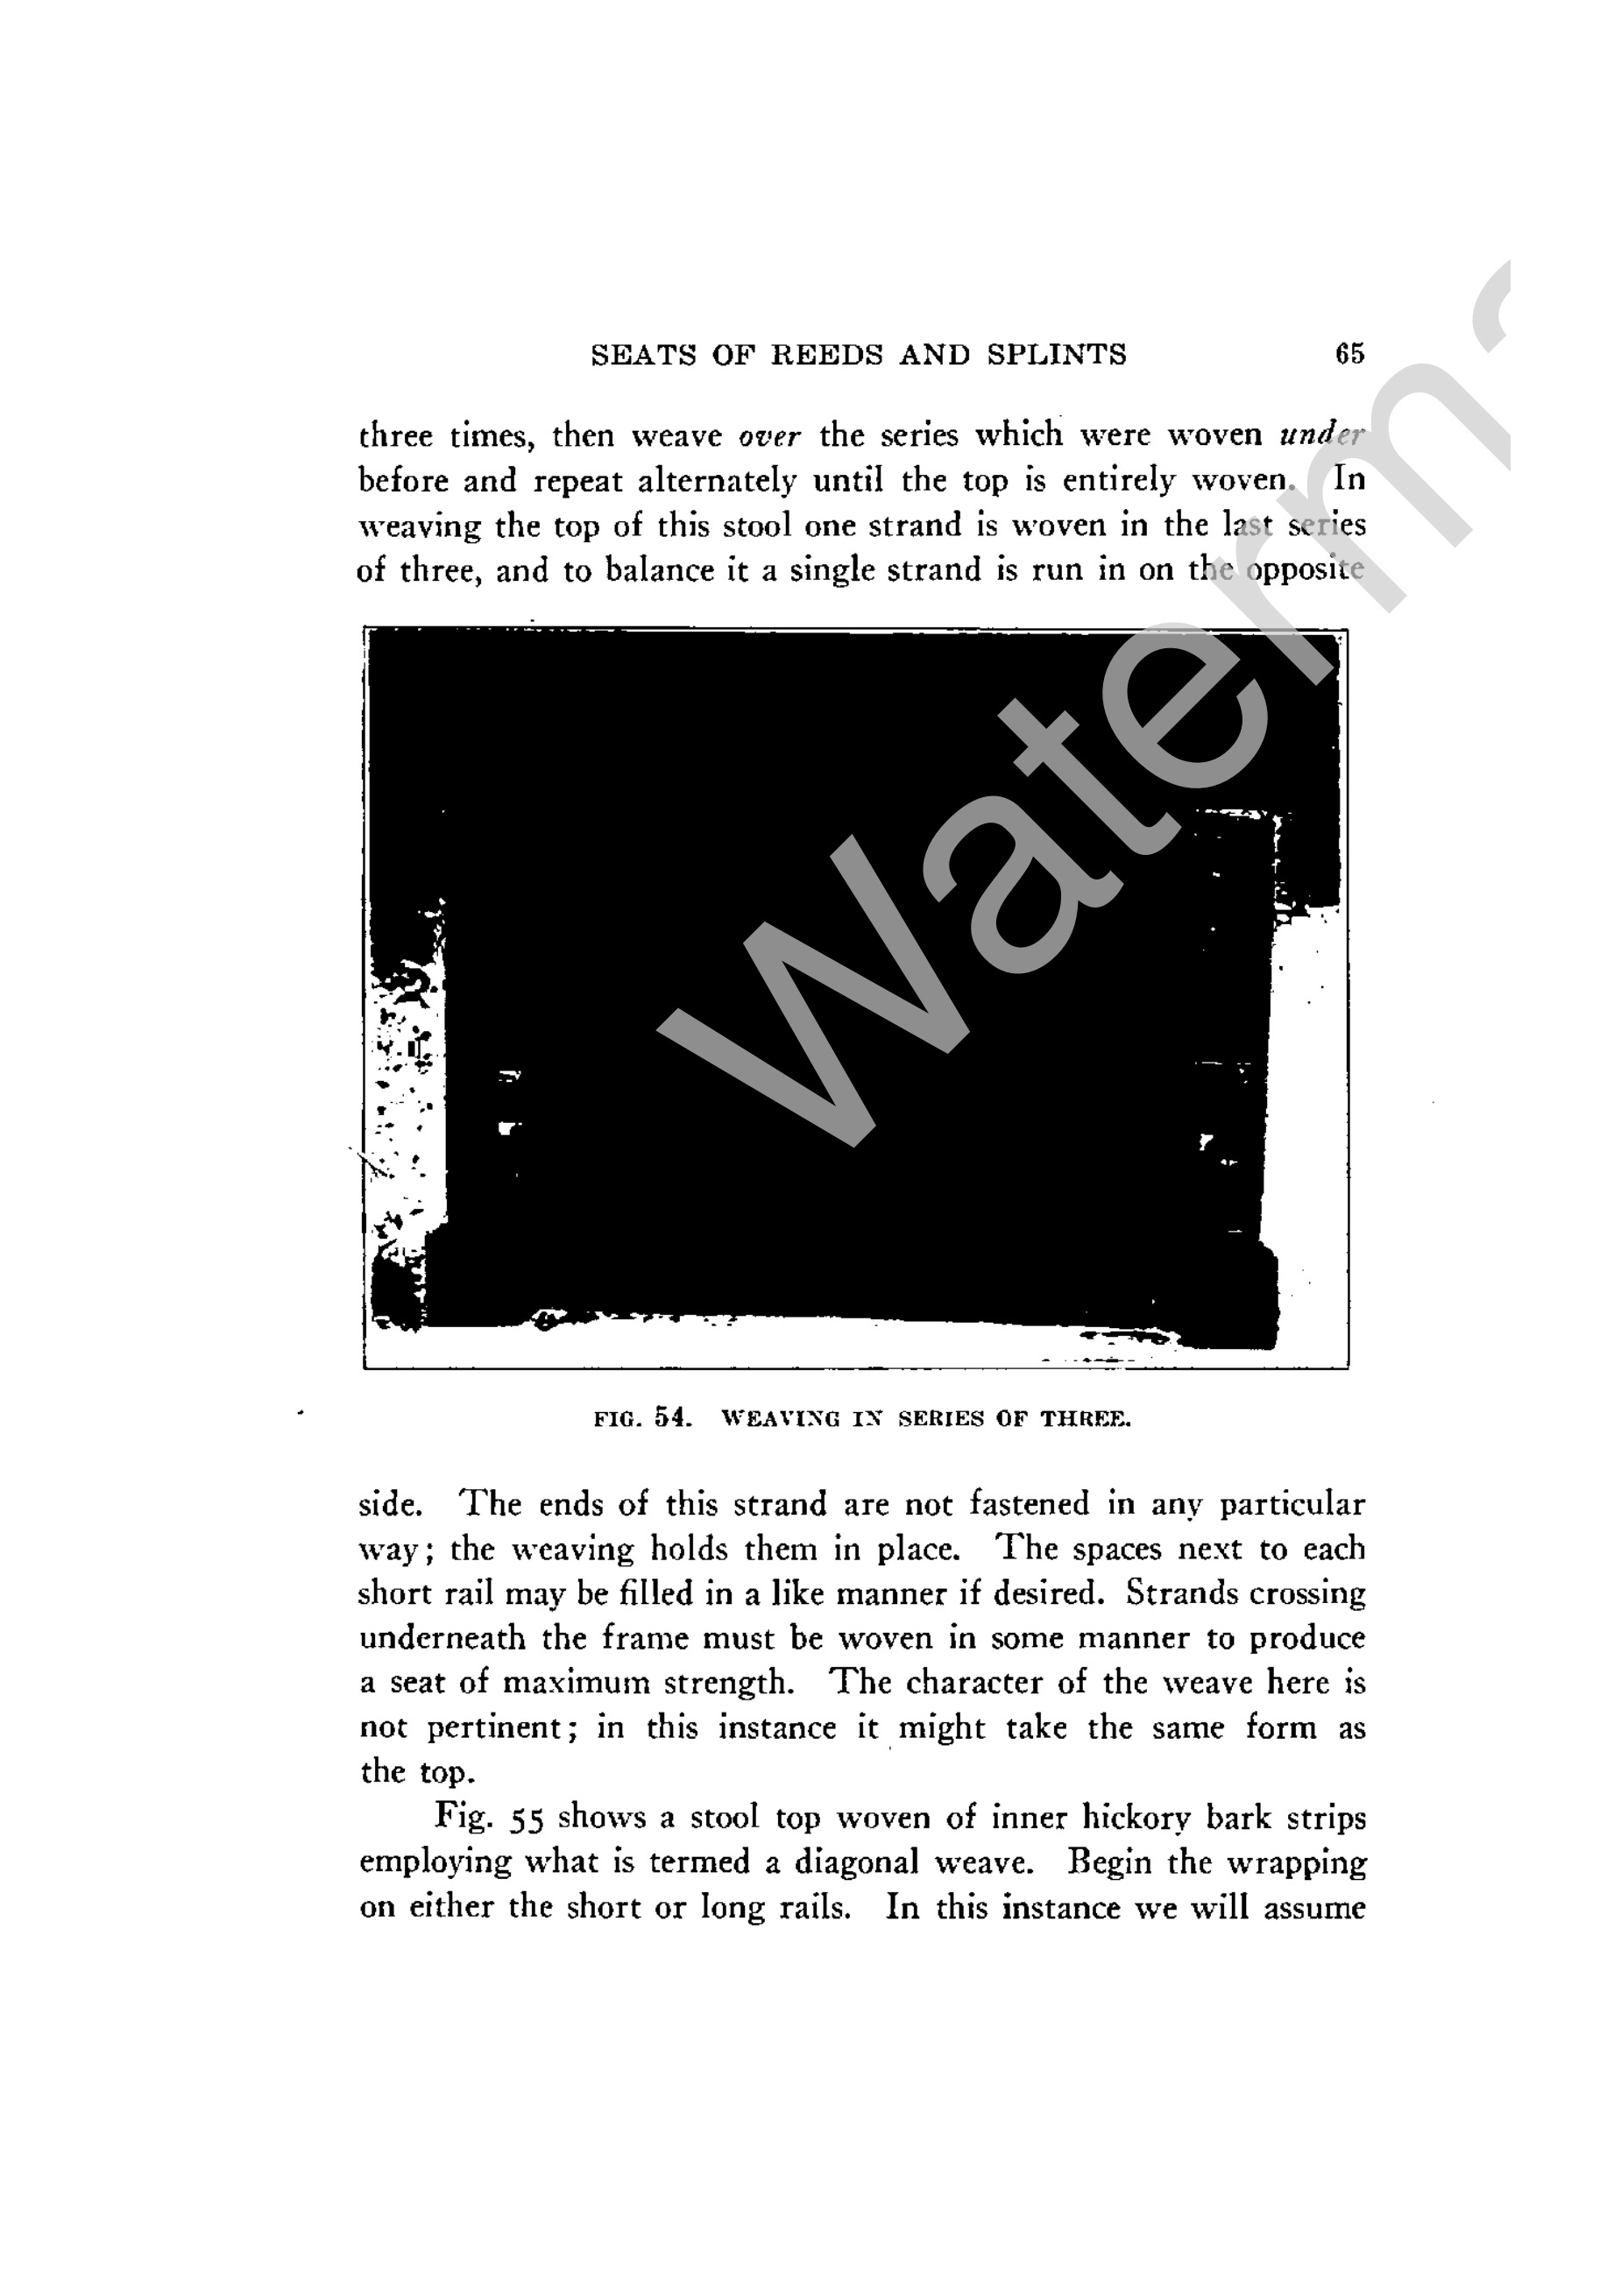 SEATS OF REEDS AND SPLINTS 65
three times, then weave over the series which were woven under
before and repeat alternately until the top is entirely woven. In
weaving the top of this stool one strand is woven in the last series
of three, and to balance it a single strand is run in on the opposite
Waterm
FIG. 54. WEAVING IN SERIES OF THREE.
side. The ends of this strand are not fastened in any particular
way; the weaving holds them in place. The spaces next to each
short rail may be filled in a like manner if desired. Strands crossing
underneath the frame must be woven in some manner to produce
a seat of maximum strength. The character of the weave here is
not pertinent; in this instance it might take the same form as
the top.
Fig. 55 shows a stool top woven of inner hickory bark strips
employing what is termed a diagonal weave. Begin the wrapping
on either the short or long rails. In this instance we will assume